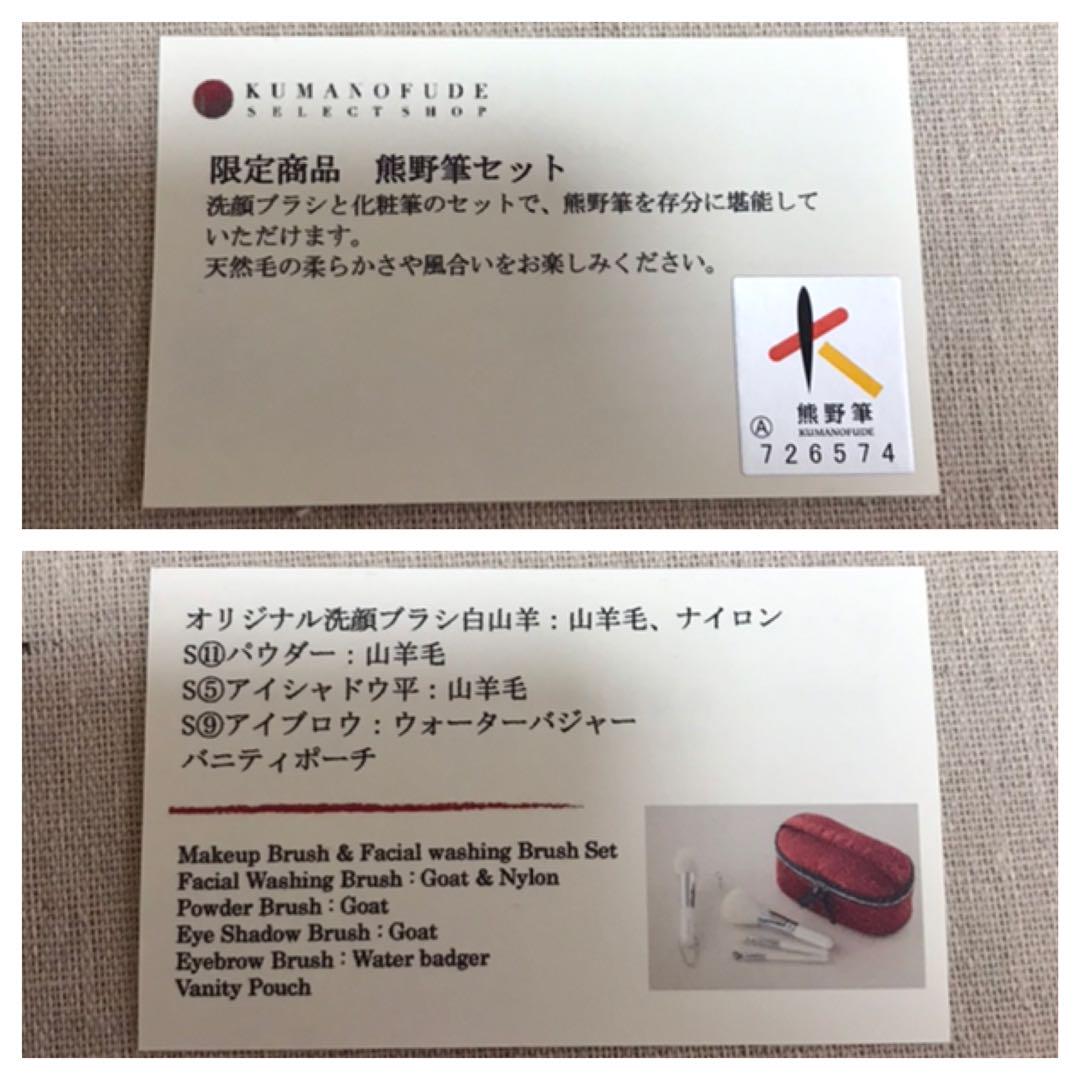 KUMANOFUDE
SELECT SHOP
限定商品　熊野筆セット
洗顔ブラシと化粧筆のセットで、熊野筆を存分に堪能して
いただけます。
天然毛の柔らかさや風合いをお楽しみください。
熊野筆
KUMANOFUDE
Ⓐ
726574
オリジナル洗顔ブラシ白山羊：山羊毛、ナイロン
S⑪パウダー：山羊毛
S⑤アイシャドウ平：山羊毛
S⑨アイブロウ：ウォーターバジャー
バニティポーチ
Makeup Brush & Facial washing Brush Set
Facial Washing Brush：Goat & Nylon
Powder Brush：Goat
Eye Shadow Brush：Goat
Eyebrow Brush：Water badger
Vanity Pouch